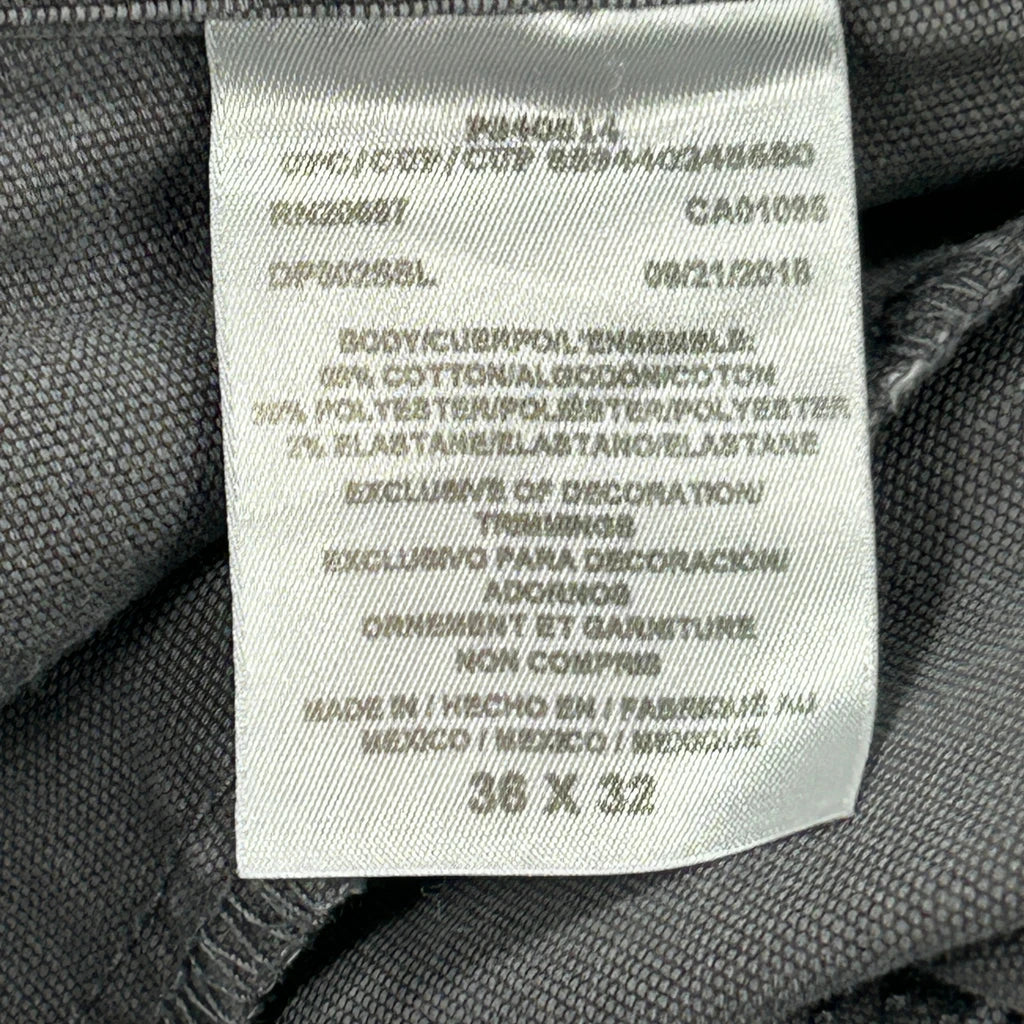 CA01095
09/21/2018
BODY/CUERPO/L'ENSEMBLE:
COTTON/ALGODÓN/COTON
POLYESTER/POLIÉSTER/POLYESTER
2% ELASTANE/ELASTANO/ELASTANE
EXCLUSIVE OF DECORATION/
TRIMMINGS
EXCLUSIVO PARA DECORACIÓN/
ADORNOS
ORNEMENT ET GARNITURE
NON COMPRIS
MADE IN / HECHO EN / FABRIQUÉ AU
MEXICO / MEXICO / MEXIQUE
36 X 32